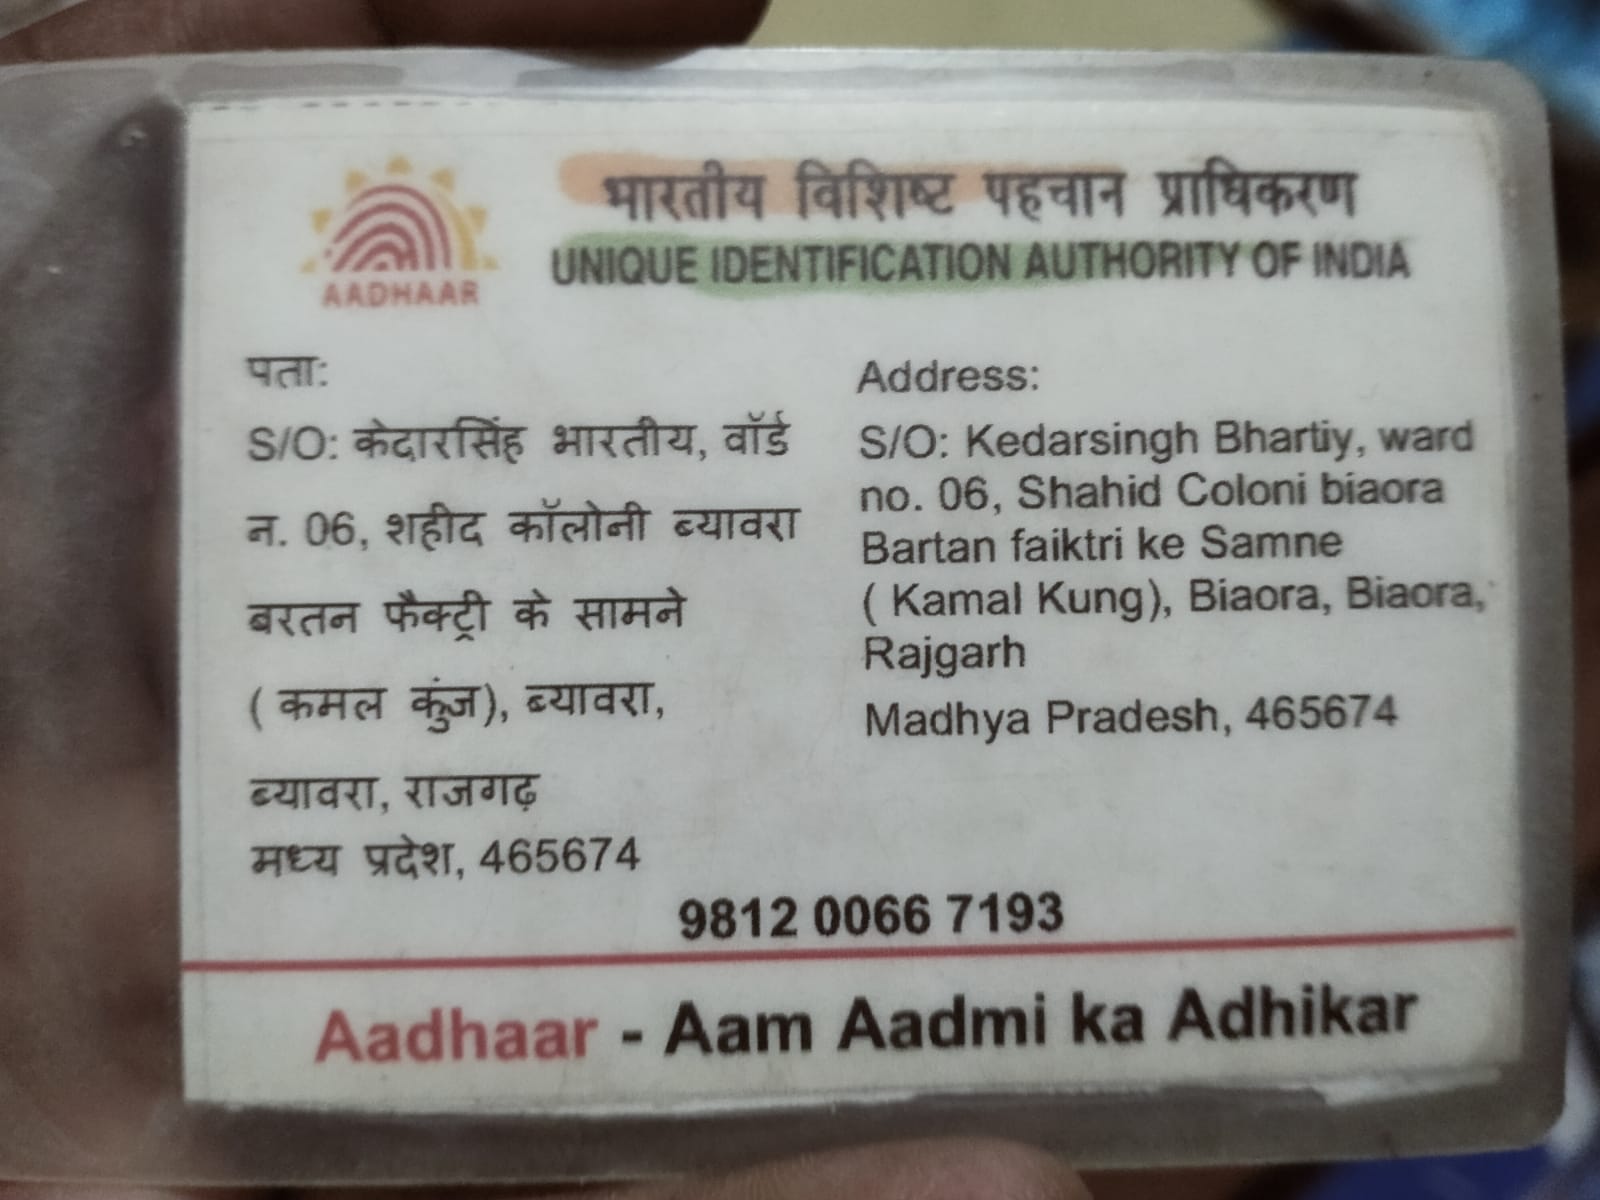 AADHAAR
भारतीय विशिष्ट पहचान प्राधिकरण
UNIQUE IDENTIFICATION AUTHORITY OF INDIA
पता:
S/O: केदारसिंह भारतीय, वॉर्ड
न. 06, शहीद कॉलोनी ब्यावरा
बरतन फैक्ट्री के सामने
( कमल कुंज), ब्यावरा,
ब्यावरा, राजगढ़
मध्य प्रदेश, 465674
Address:
S/O: Kedarsingh Bhartiy, ward
no. 06, Shahid Coloni biaora
Bartan faiktri ke Samne
( Kamal Kung), Biaora, Biaora,
Rajgarh
Madhya Pradesh, 465674
9812 0066 7193
Aadhaar - Aam Aadmi ka Adhikar